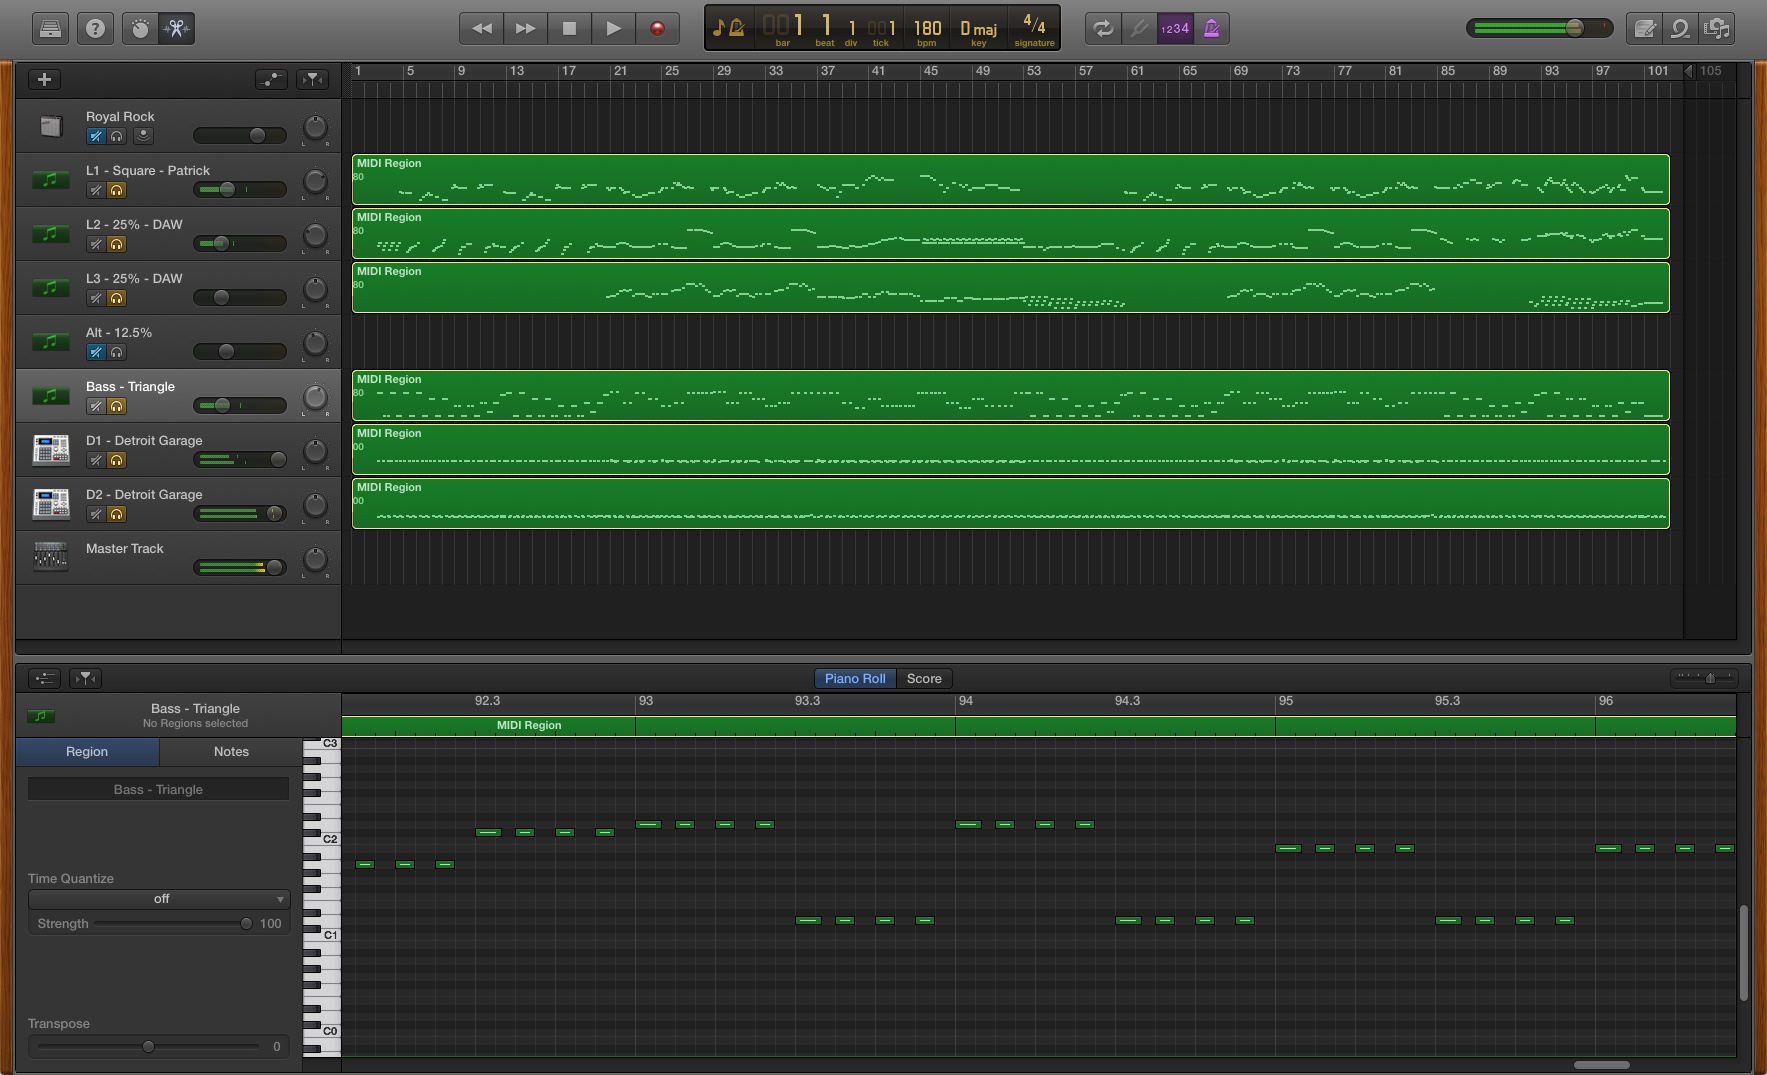 ?
001 1 1 001 180 D maj 4/4
bar beat div tick bpm key signature
1234
1 5 9 13 17 21 25 29 33 37 41 45 49 53 57 61 65 69 73 77 81 85 89 93 97 101 105
Royal Rock
L R
L1 - Square - Patrick
L R
MIDI Region
80
L2 - 25% - DAW
L R
MIDI Region
80
L3 - 25% - DAW
L R
MIDI Region
80
Alt - 12.5%
L R
Bass - Triangle
L R
MIDI Region
80
D1 - Detroit Garage
L R
MIDI Region
00
D2 - Detroit Garage
L R
MIDI Region
00
Master Track
L R
Piano Roll Score
Bass - Triangle
No Regions selected
92.3 93 93.3 94 94.3 95 95.3 96
MIDI Region
Region Notes
Bass - Triangle
Time Quantize
off
Strength 100
Transpose
0
C3
C2
C1
C0